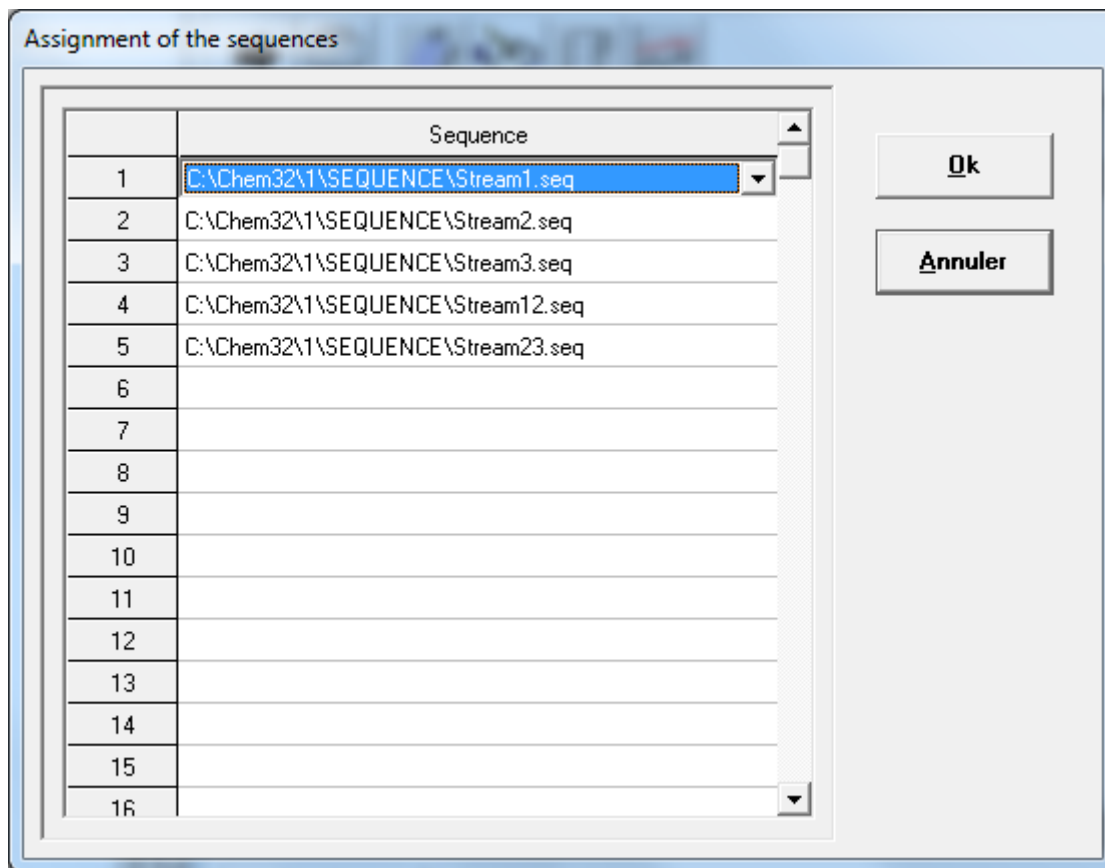 Assignment of the sequences
Sequence
1 C:\Chem32\1\SEQUENCE\Stream1.seq
2 C:\Chem32\1\SEQUENCE\Stream2.seq
3 C:\Chem32\1\SEQUENCE\Stream3.seq
4 C:\Chem32\1\SEQUENCE\Stream12.seq
5 C:\Chem32\1\SEQUENCE\Stream23.seq
6
7
8
9
10
11
12
13
14
15
16
Ok
Annuler